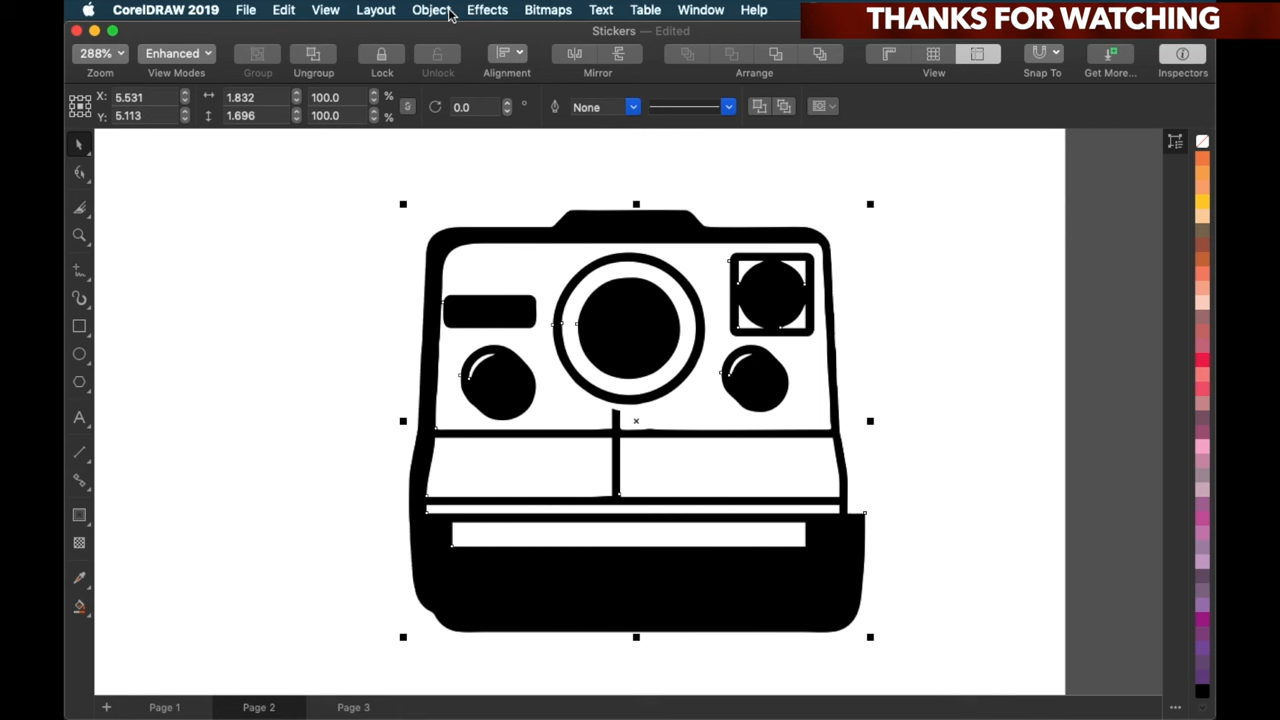 CorelDRAW 2019 File Edit View Layout Object Effects Bitmaps Text Table Window Help
THANKS FOR WATCHING
Stickers — Edited
288% Enhanced
Zoom View Modes Group Ungroup Lock Unlock Alignment Mirror Arrange View Snap To Get More... Inspectors
X: 5.531 1.832 100.0 %
Y: 5.113 1.696 100.0 %
0.0 ° None
Page 1 Page 2 Page 3